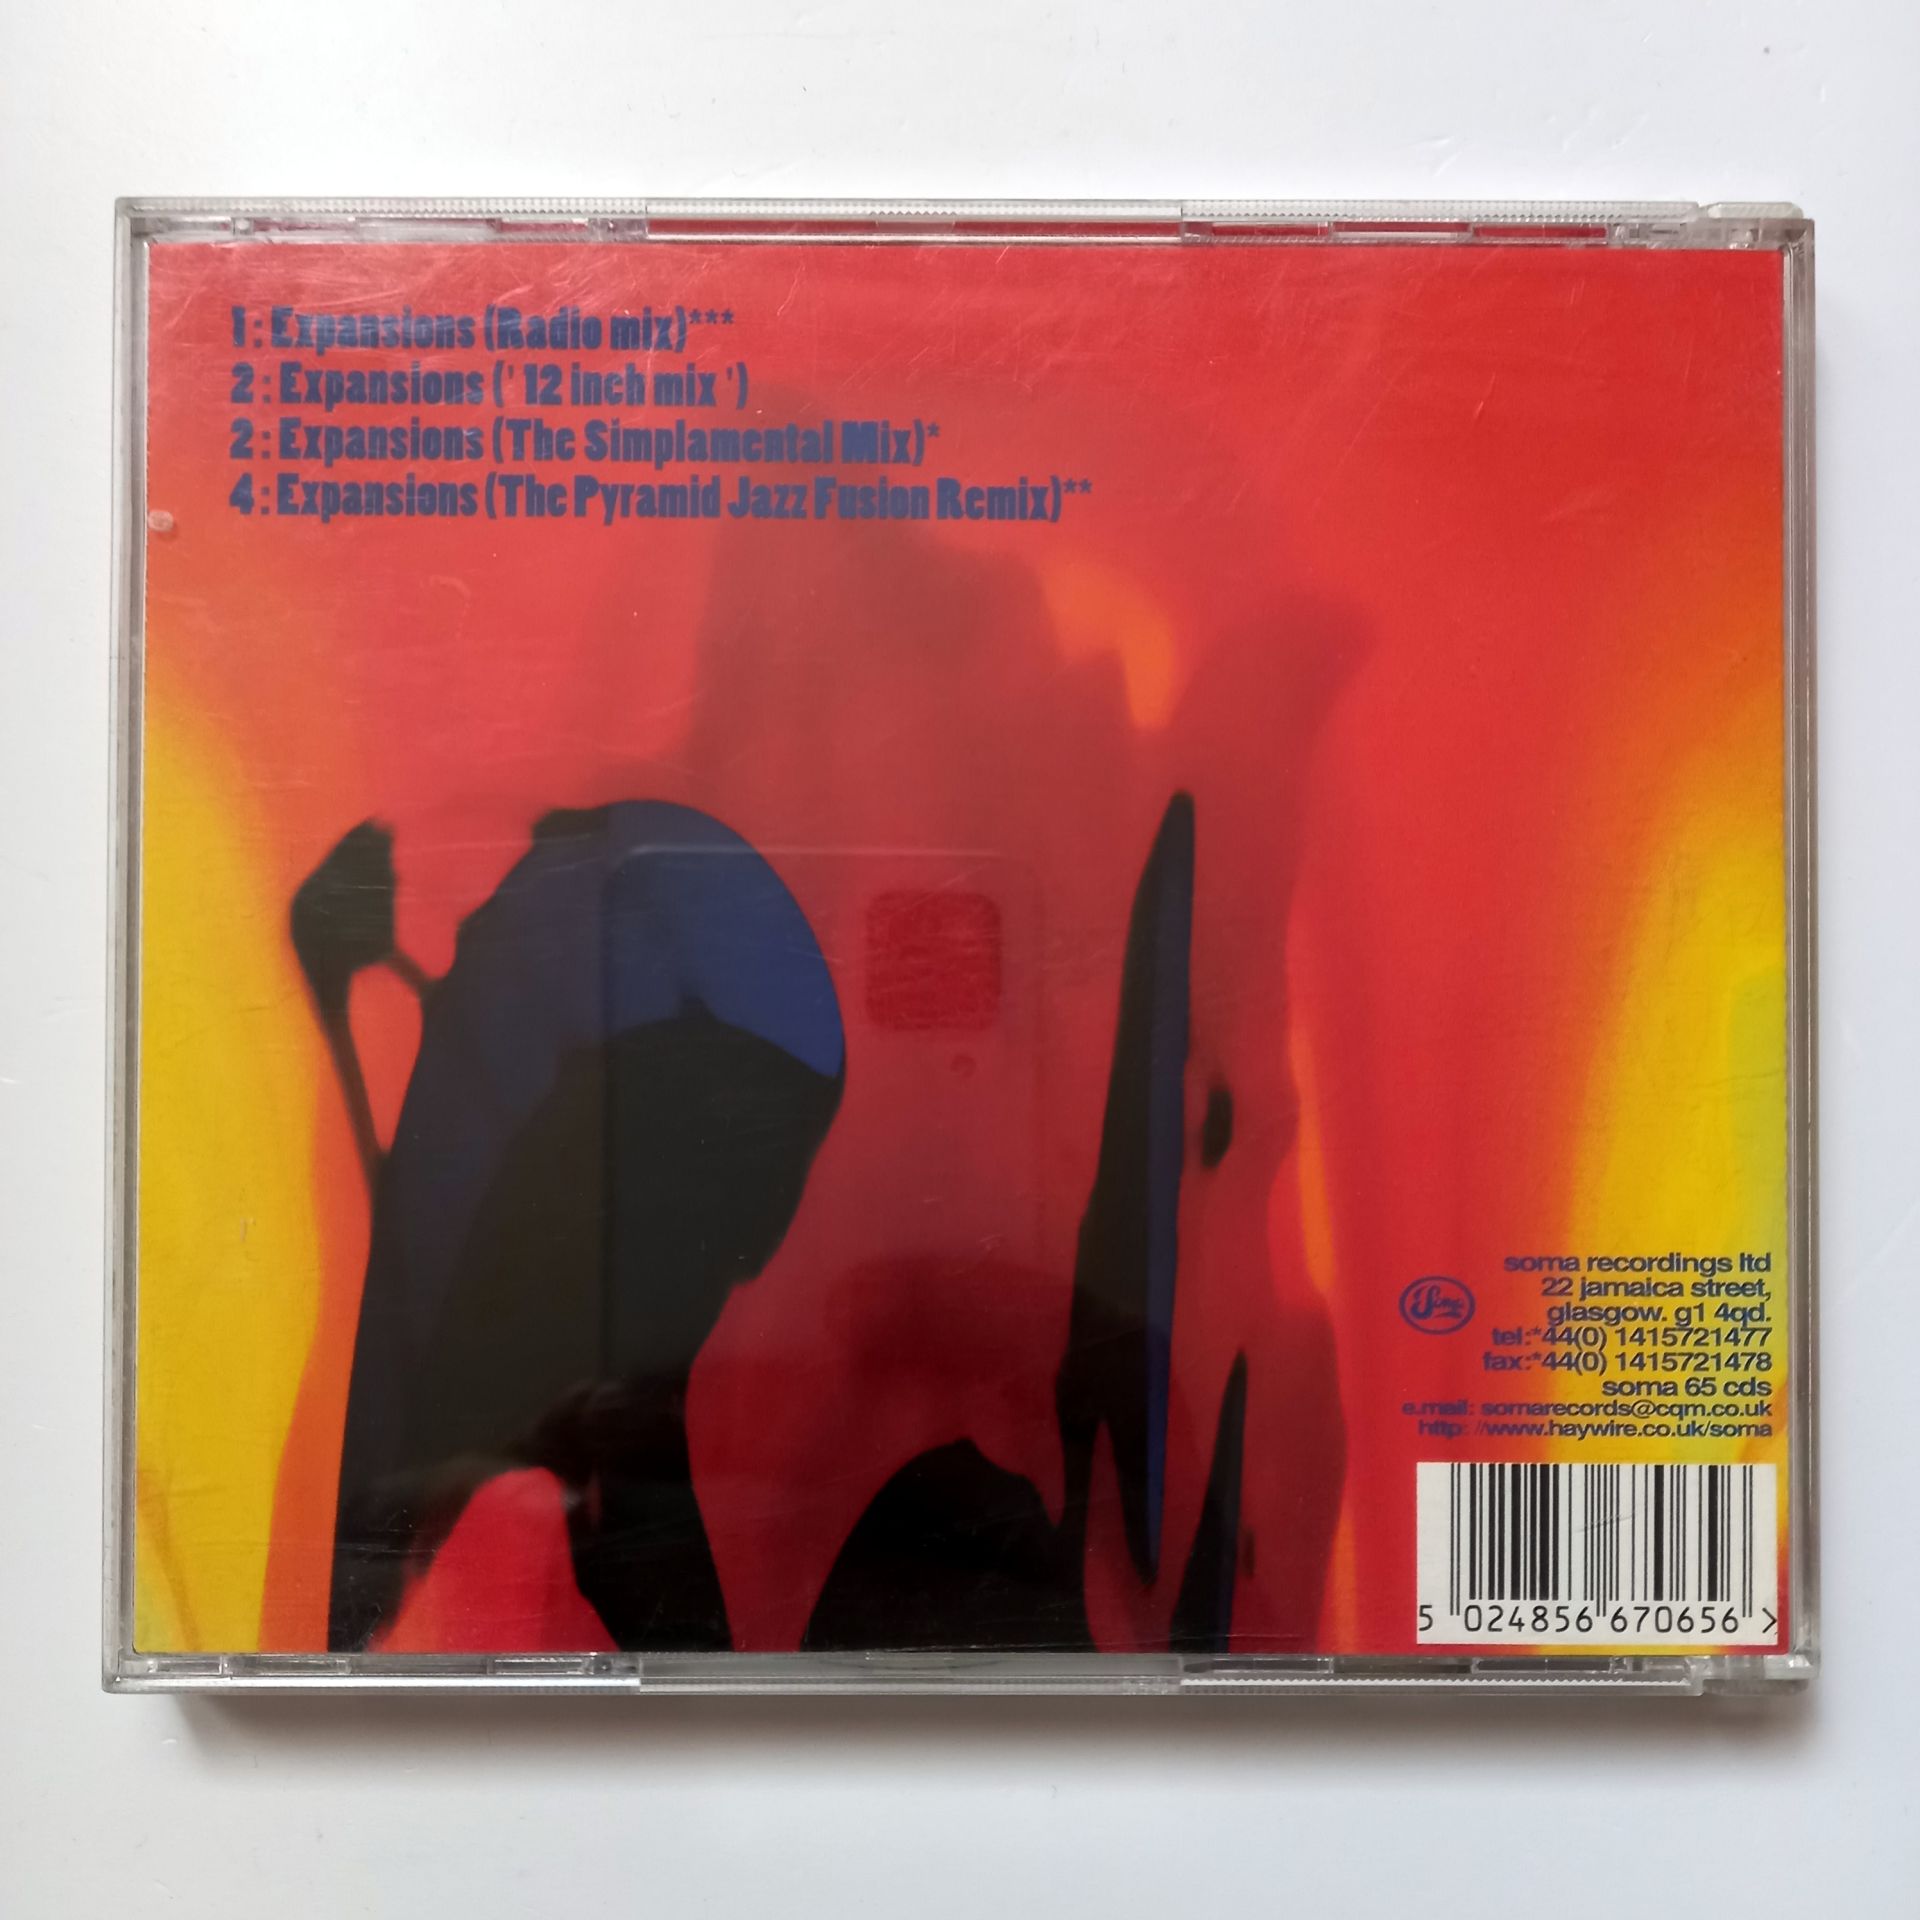 1 : Expansions (Radio mix)***
2 : Expansions (' 12 inch mix ')
2 : Expansions (The Simplamental Mix)*
4 : Expansions (The Pyramid Jazz Fusion Remix)**
Soma
soma recordings ltd
22 jamaica street,
glasgow. g1 4qd.
tel:*44(0) 1415721477
fax:*44(0) 1415721478
soma 65 cds
e.mail: somarecords@cqm.co.uk
http: //www.haywire.co.uk/soma
5 024856 670656 >